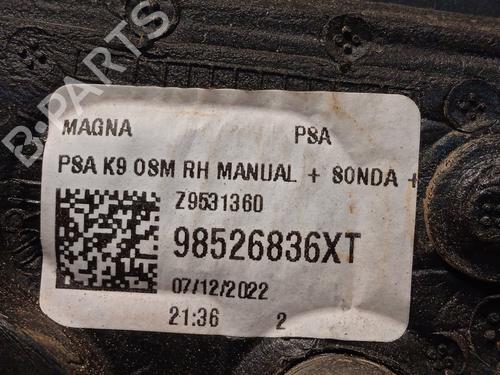 B-PARTS
MAGNA PSA
PSA K9 OSM RH MANUAL + SONDA +
Z9531360
98526836XT
07/12/2022
21:36 2